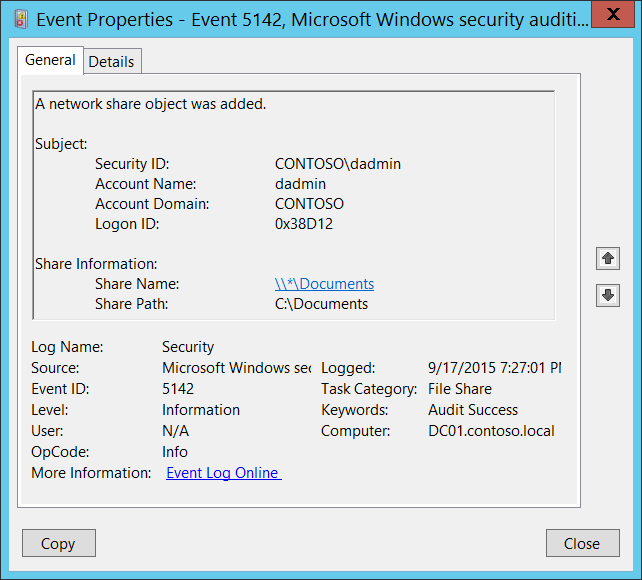 Event Properties - Event 5142, Microsoft Windows security auditi...
X
General Details
A network share object was added.
Subject:
Security ID: CONTOSO\dadmin
Account Name: dadmin
Account Domain: CONTOSO
Logon ID: 0x38D12
Share Information:
Share Name: \\*\Documents
Share Path: C:\Documents
Log Name: Security
Source: Microsoft Windows sec Logged: 9/17/2015 7:27:01 PM
Event ID: 5142 Task Category: File Share
Level: Information Keywords: Audit Success
User: N/A Computer: DC01.contoso.local
OpCode: Info
More Information: Event Log Online
Copy Close